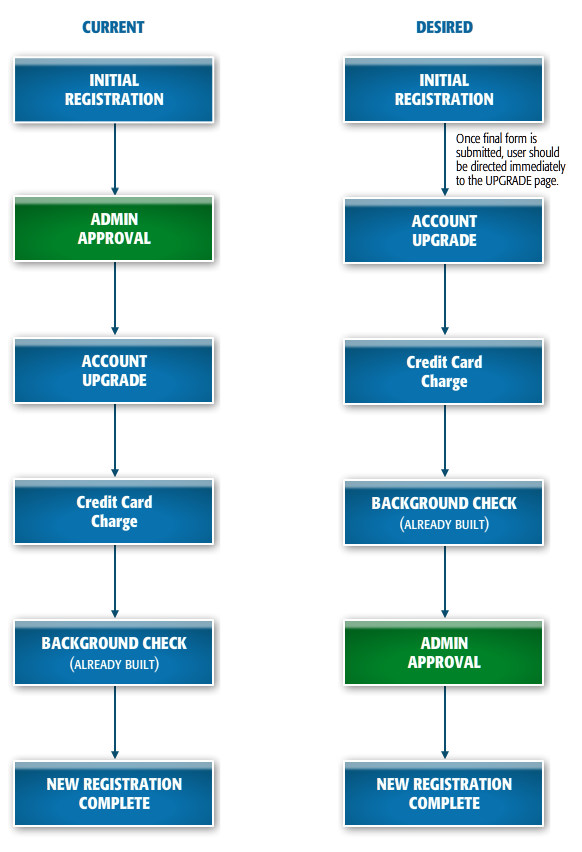 CURRENT
INITIAL
REGISTRATION
ADMIN
APPROVAL
ACCOUNT
UPGRADE
Credit Card
Charge
BACKGROUND CHECK
(ALREADY BUILT)
NEW REGISTRATION
COMPLETE
DESIRED
INITIAL
REGISTRATION
Once final form is
submitted, user should
be directed immediately
to the UPGRADE page.
ACCOUNT
UPGRADE
Credit Card
Charge
BACKGROUND CHECK
(ALREADY BUILT)
ADMIN
APPROVAL
NEW REGISTRATION
COMPLETE